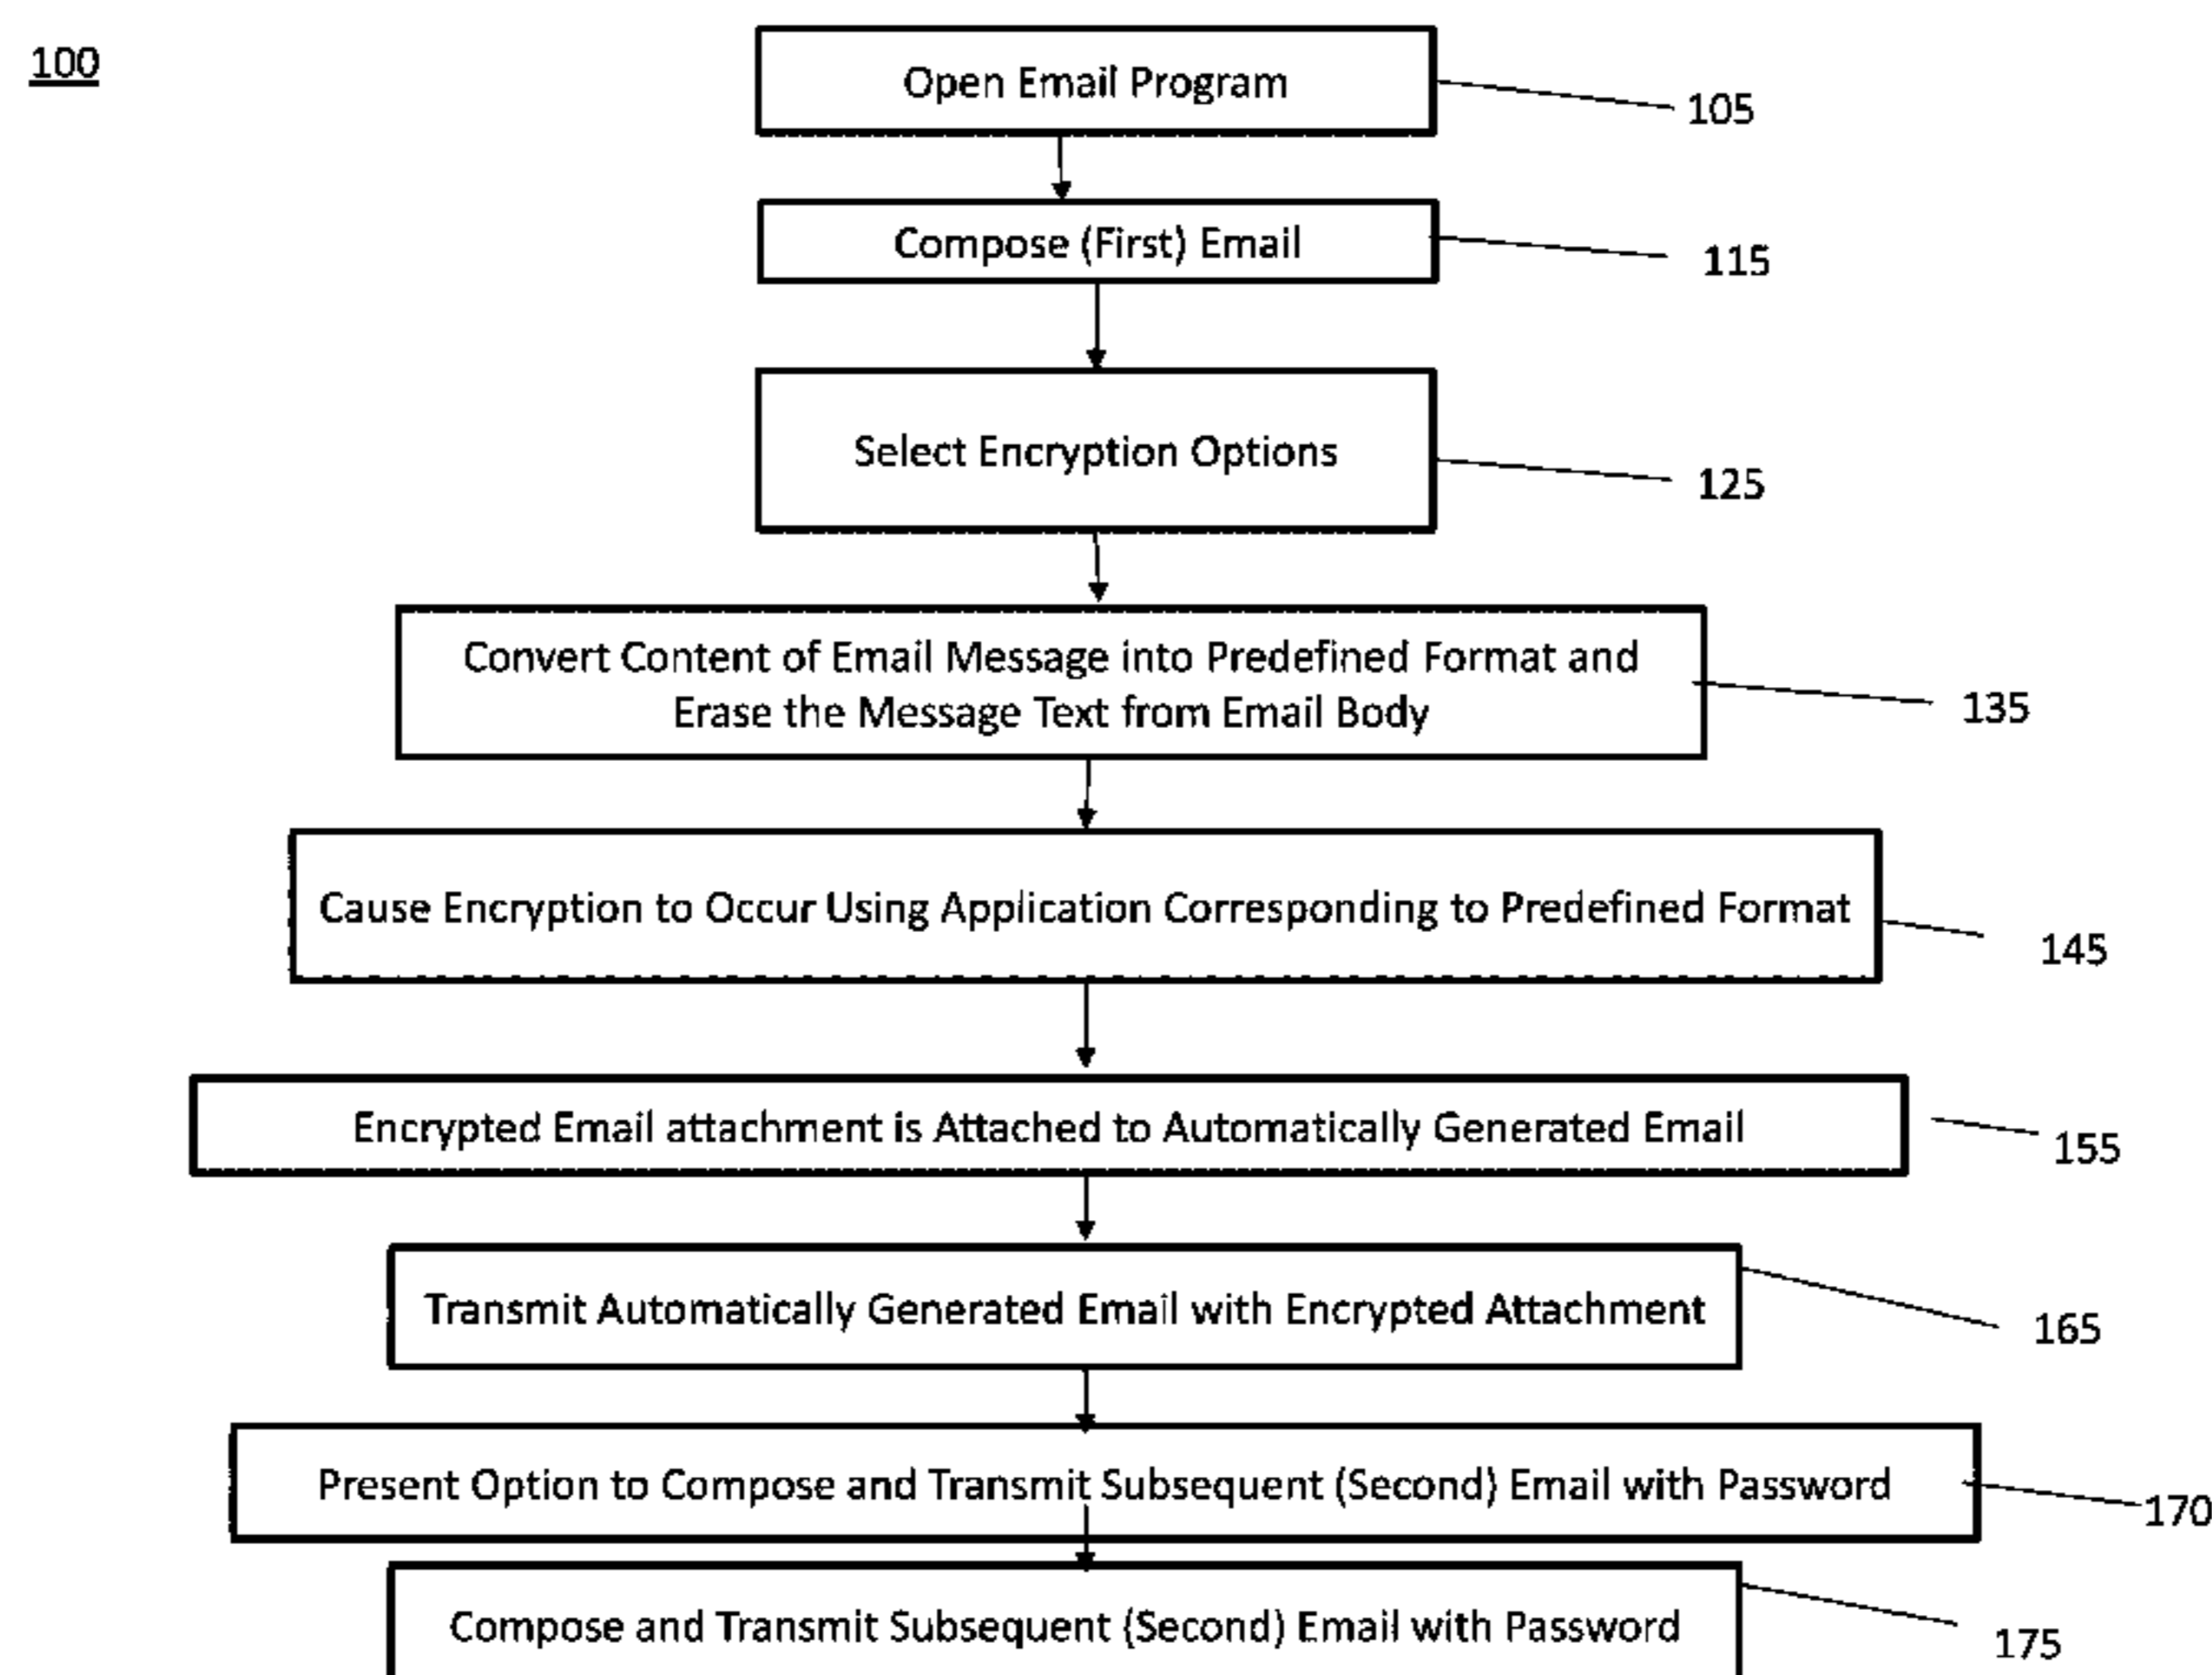 100
Open Email Program
105
Compose (First) Email
115
Select Encryption Options
125
Convert Content of Email Message into Predefined Format and
Erase the Message Text from Email Body
135
Cause Encryption to Occur Using Application Corresponding to Predefined Format
145
Encrypted Email attachment is Attached to Automatically Generated Email
155
Transmit Automatically Generated Email with Encrypted Attachment
165
Present Option to Compose and Transmit Subsequent (Second) Email with Password
170
Compose and Transmit Subsequent (Second) Email with Password
175